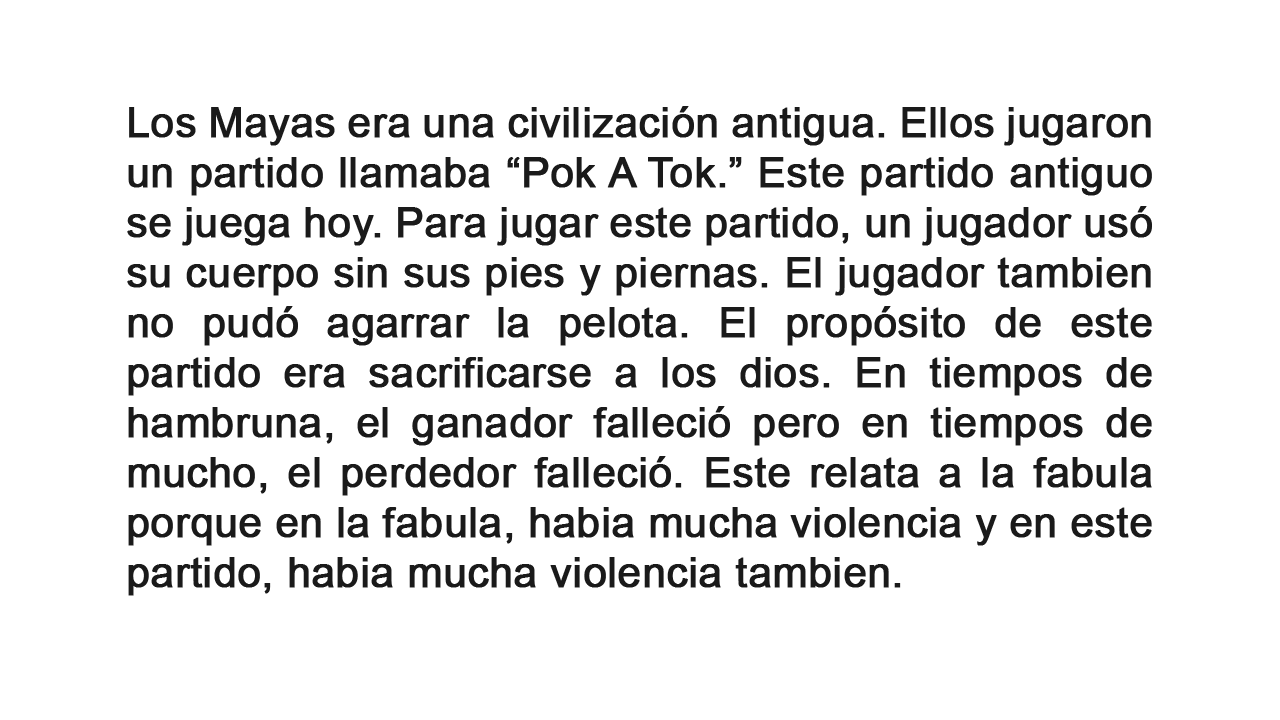 Los Mayas era una civilización antigua. Ellos jugaron
un partido llamaba “Pok A Tok.” Este partido antiguo
se juega hoy. Para jugar este partido, un jugador usó
su cuerpo sin sus pies y piernas. El jugador tambien
no pudó agarrar la pelota. El propósito de este
partido era sacrificarse a los dios. En tiempos de
hambruna, el ganador falleció pero en tiempos de
mucho, el perdedor falleció. Este relata a la fabula
porque en la fabula, habia mucha violencia y en este
partido, habia mucha violencia tambien.